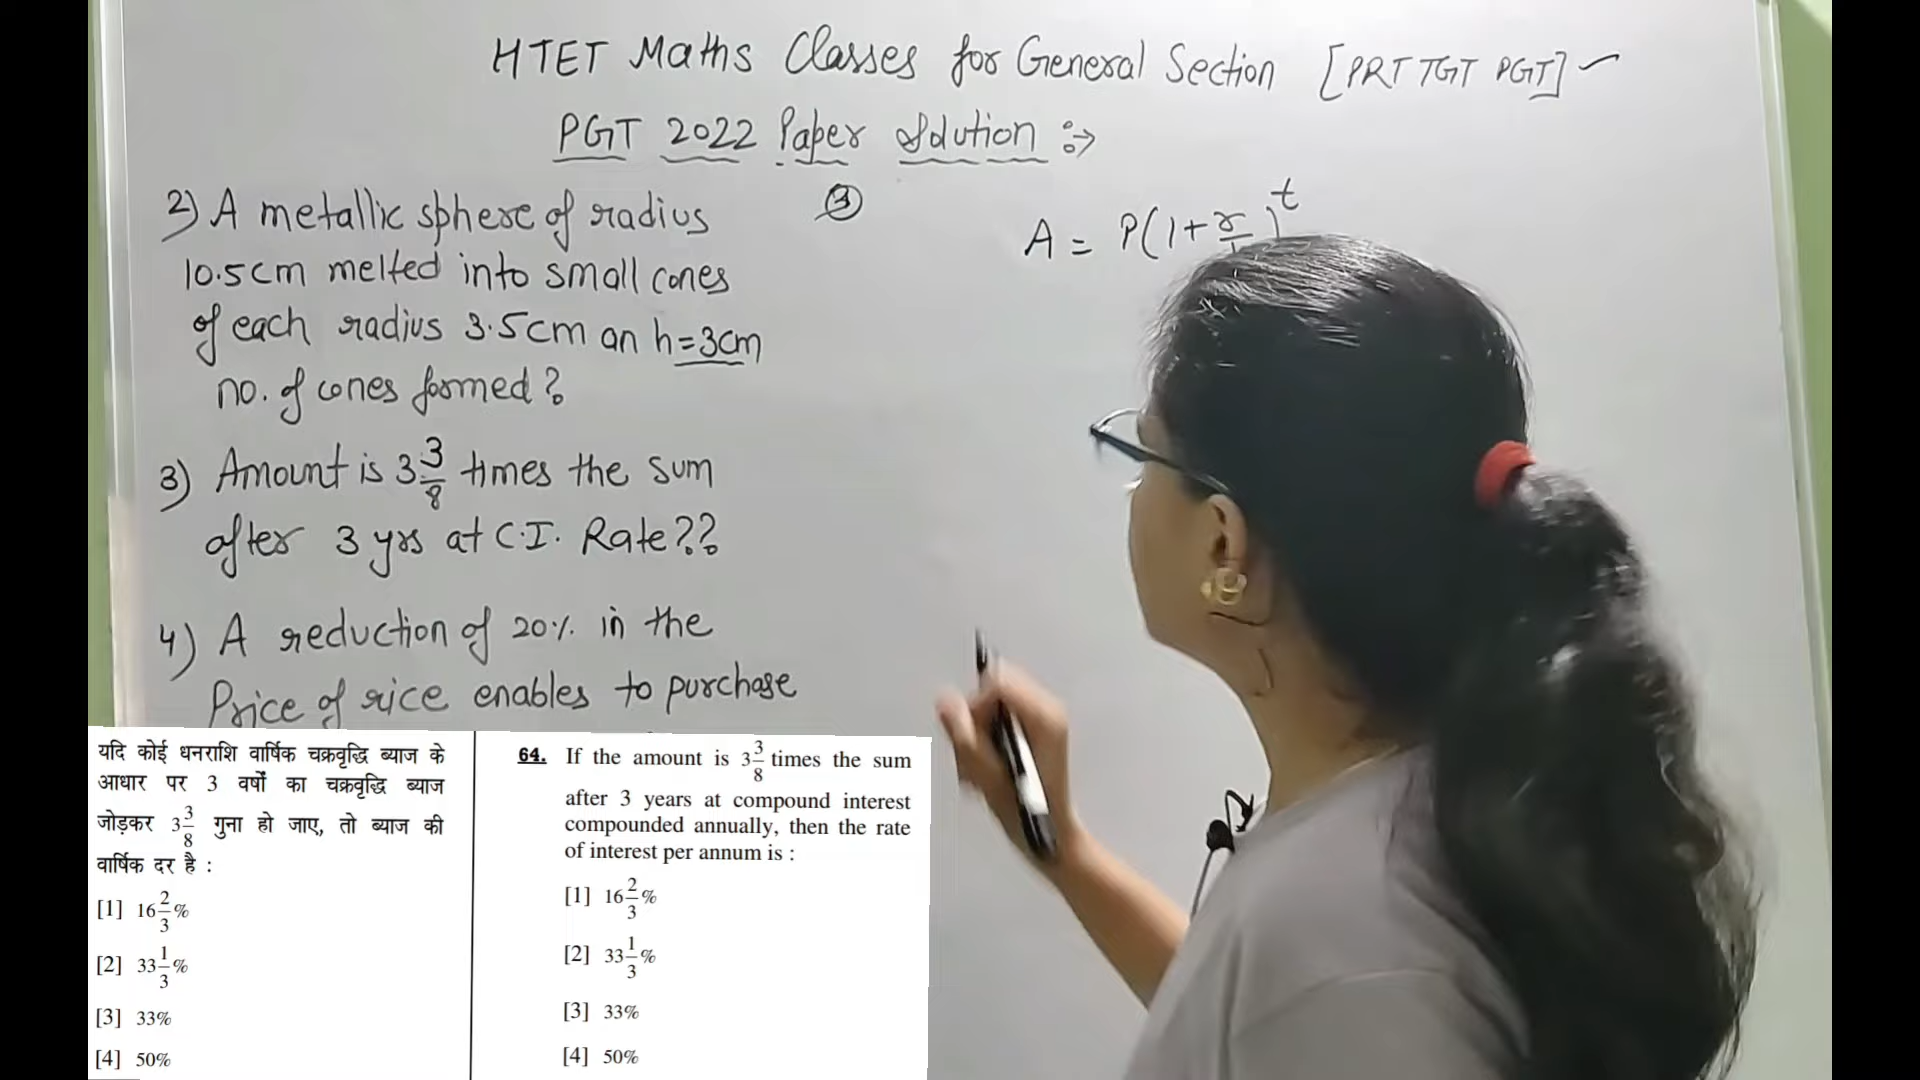 HTET Maths Classes for General Section [PRT TGT PGT]
PGT 2022 Paper Solution :→
2) A metallic sphere of radius
10.5cm melted into small cones
of each radius 3.5cm an h=3cm
no. of cones formed?
3) Amount is 3 3/8 times the sum
after 3 yrs at C.I. Rate??
4) A reduction of 20% in the
Price of rice enables to purchase
③
A = P(1+r/ )^t
यदि कोई धनराशि वार्षिक चक्रवृद्धि ब्याज के
आधार पर 3 वर्षों का चक्रवृद्धि ब्याज
जोड़कर 3 3/8 गुना हो जाए, तो ब्याज की
वार्षिक दर है :
[1] 16 2/3%
[2] 33 1/3%
[3] 33%
[4] 50%
64. If the amount is 3 3/8 times the sum
after 3 years at compound interest
compounded annually, then the rate
of interest per annum is :
[1] 16 2/3%
[2] 33 1/3%
[3] 33%
[4] 50%